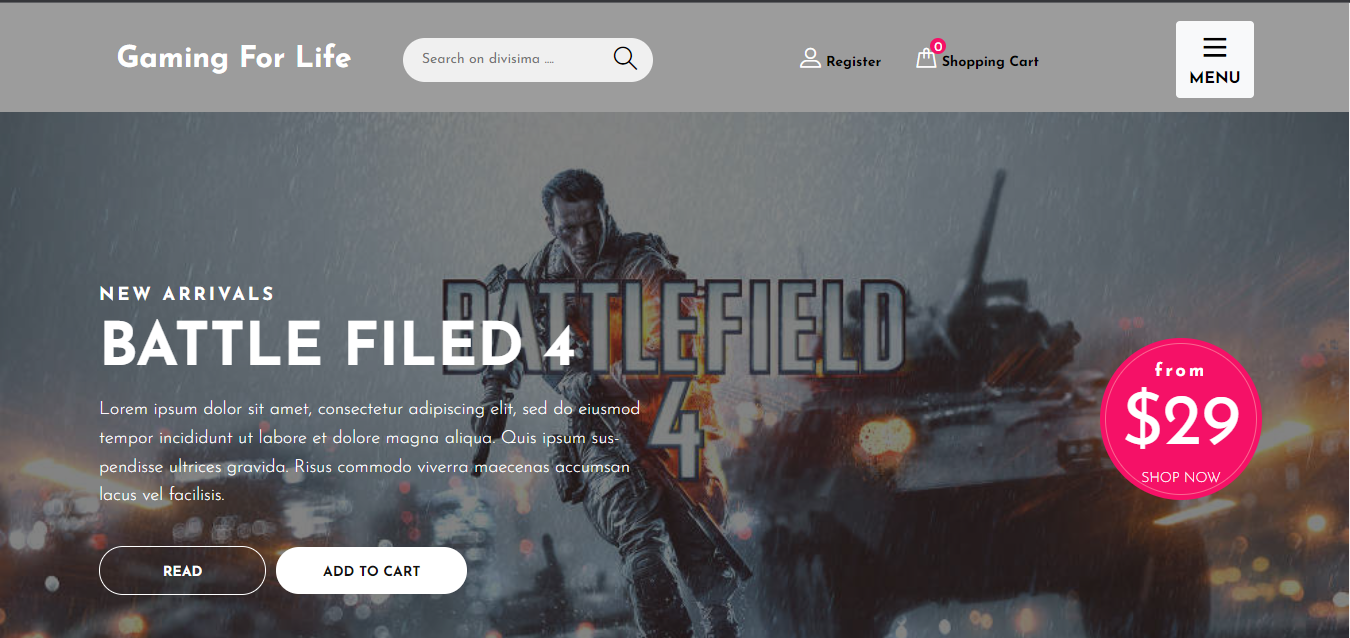 Gaming For Life
Search on divisima ....
Register
0
Shopping Cart
MENU
NEW ARRIVALS
BATTLE FILED 4
BATTLEFIELD
4
Lorem ipsum dolor sit amet, consectetur adipiscing elit, sed do eiusmod
tempor incididunt ut labore et dolore magna aliqua. Quis ipsum sus-
pendisse ultrices gravida. Risus commodo viverra maecenas accumsan
lacus vel facilisis.
from
$29
SHOP NOW
READ
ADD TO CART